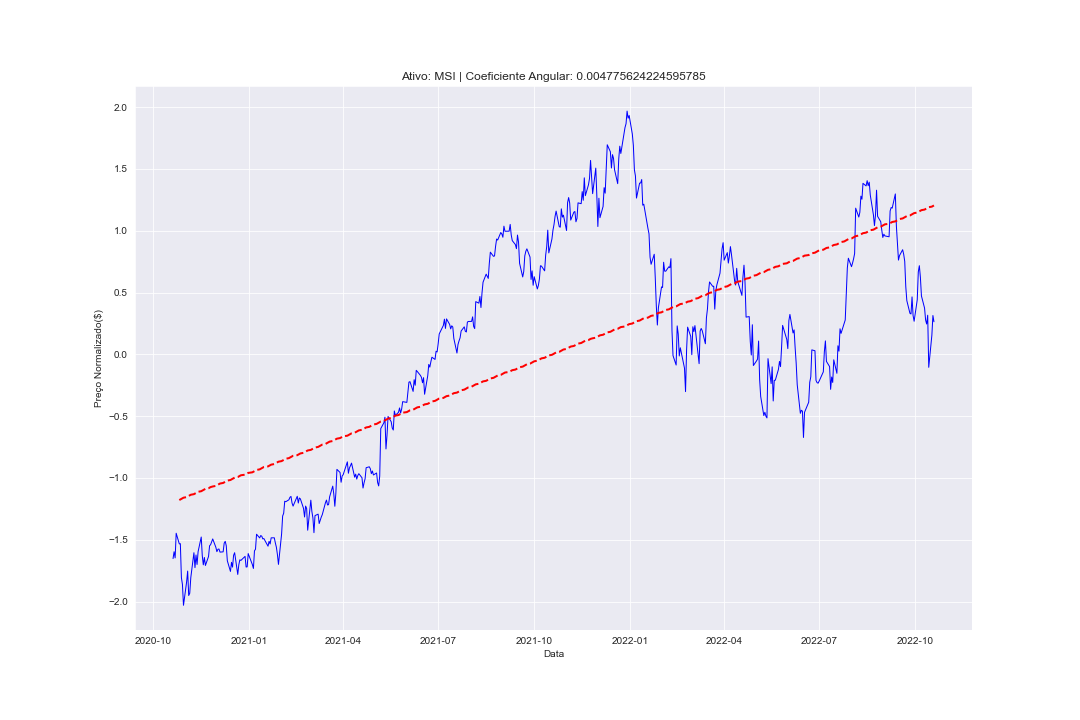 Ativo: MSI | Coeficiente Angular: 0.004775624224595785
2.0
1.5
1.0
0.5
0.0
−0.5
−1.0
−1.5
−2.0
Preço Normalizado($)
2020-10 2021-01 2021-04 2021-07 2021-10 2022-01 2022-04 2022-07 2022-10
Data